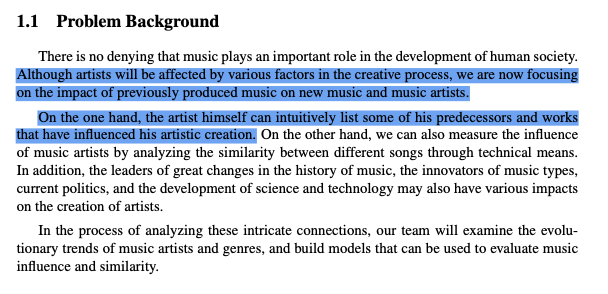 1.1 Problem Background
There is no denying that music plays an important role in the development of human society.
Although artists will be affected by various factors in the creative process, we are now focusing
on the impact of previously produced music on new music and music artists.
On the one hand, the artist himself can intuitively list some of his predecessors and works
that have influenced his artistic creation. On the other hand, we can also measure the influence
of music artists by analyzing the similarity between different songs through technical means.
In addition, the leaders of great changes in the history of music, the innovators of music types,
current politics, and the development of science and technology may also have various impacts
on the creation of artists.
In the process of analyzing these intricate connections, our team will examine the evolu-
tionary trends of music artists and genres, and build models that can be used to evaluate music
influence and similarity.